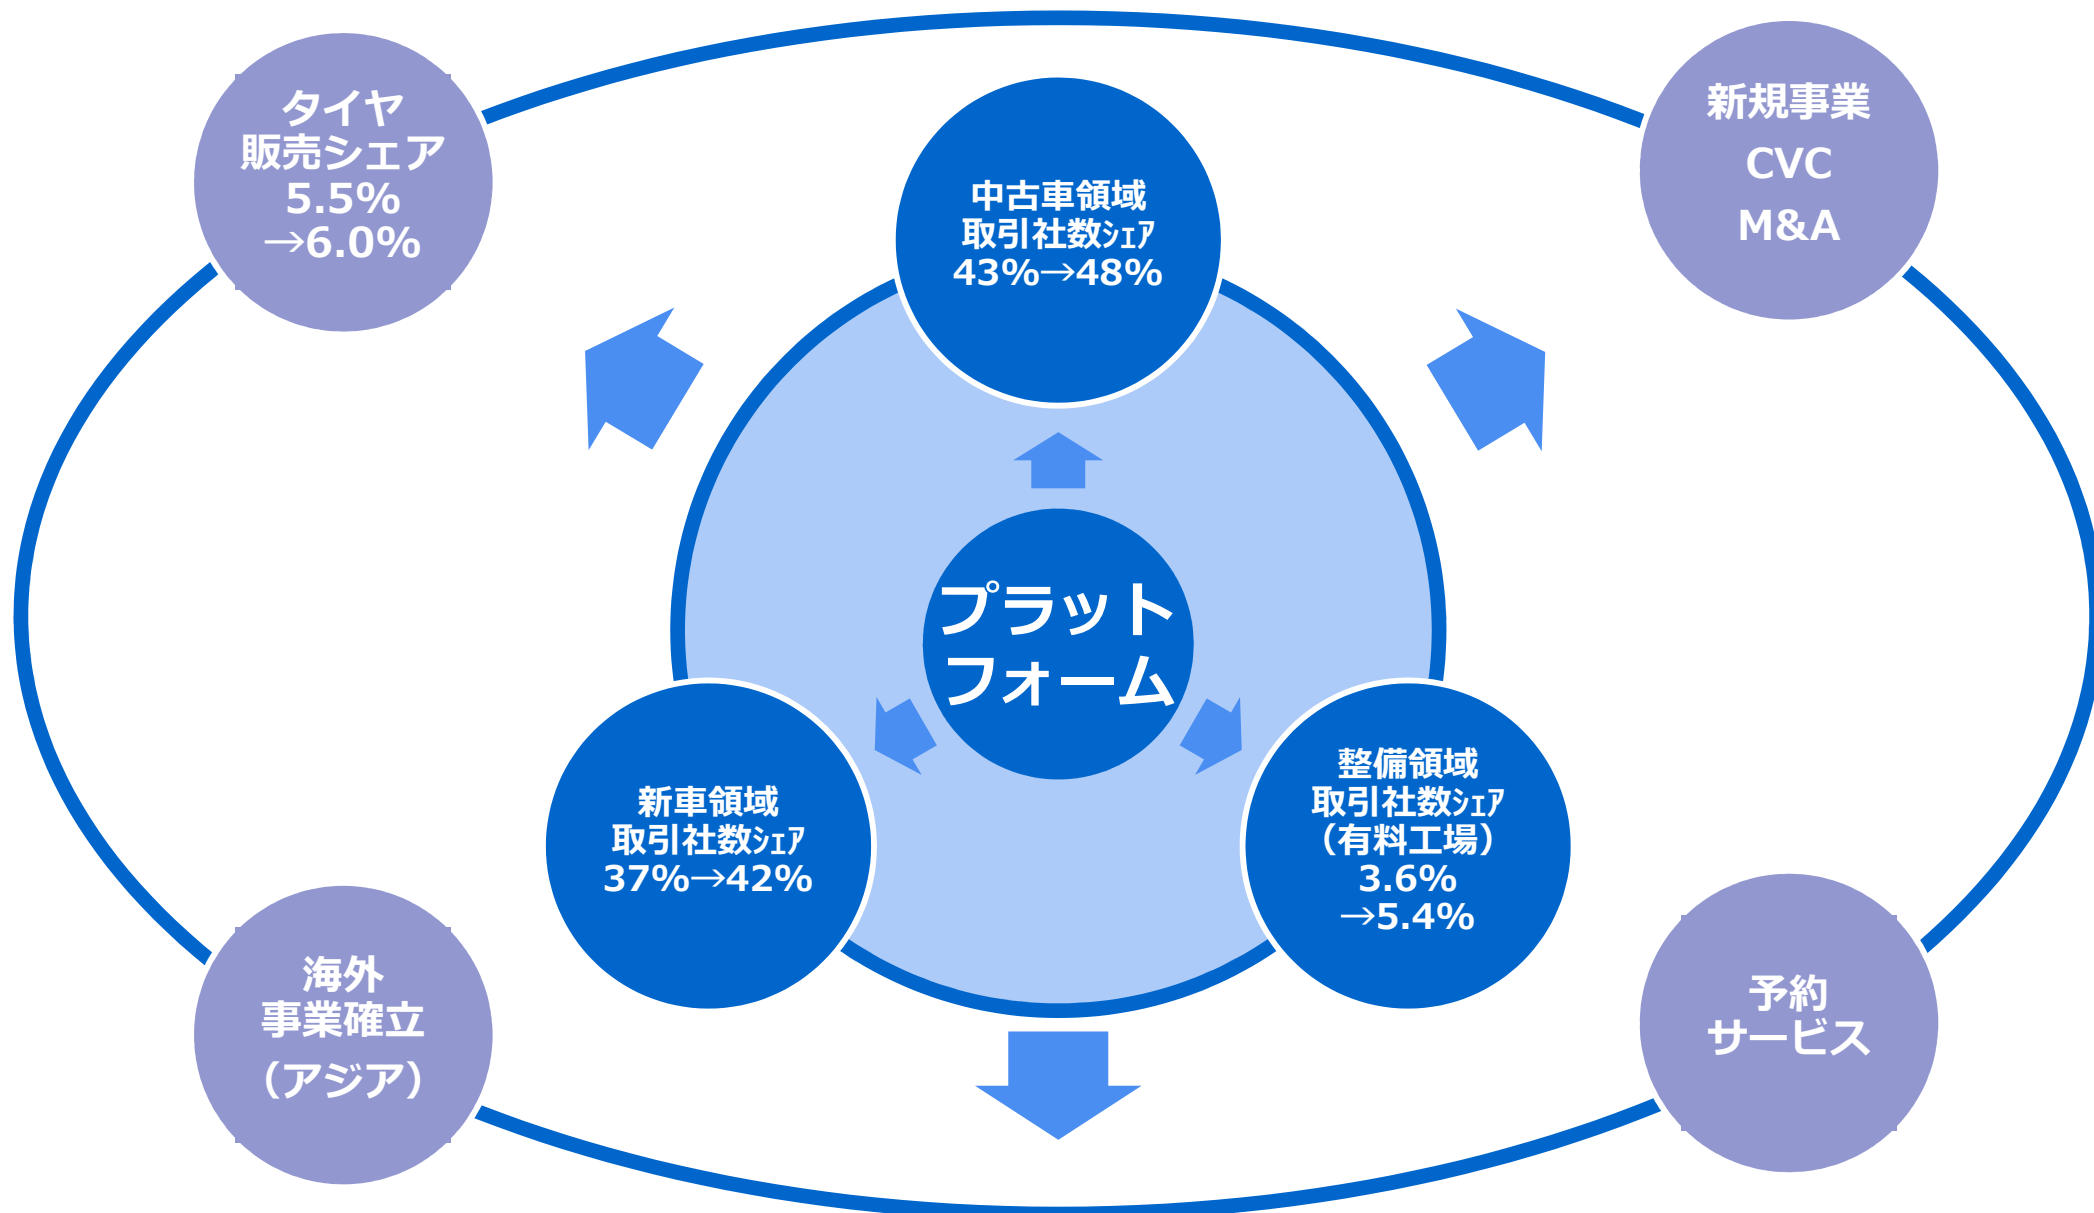 タイヤ
販売シェア
5.5%
→6.0%
新規事業
CVC
M&A
中古車領域
取引社数ｼｪｱ
43%→48%
プラット
フォーム
新車領域
取引社数ｼｪｱ
37%→42%
整備領域
取引社数ｼｪｱ
（有料工場）
3.6%
→5.4%
海外
事業確立
（アジア）
予約
サービス